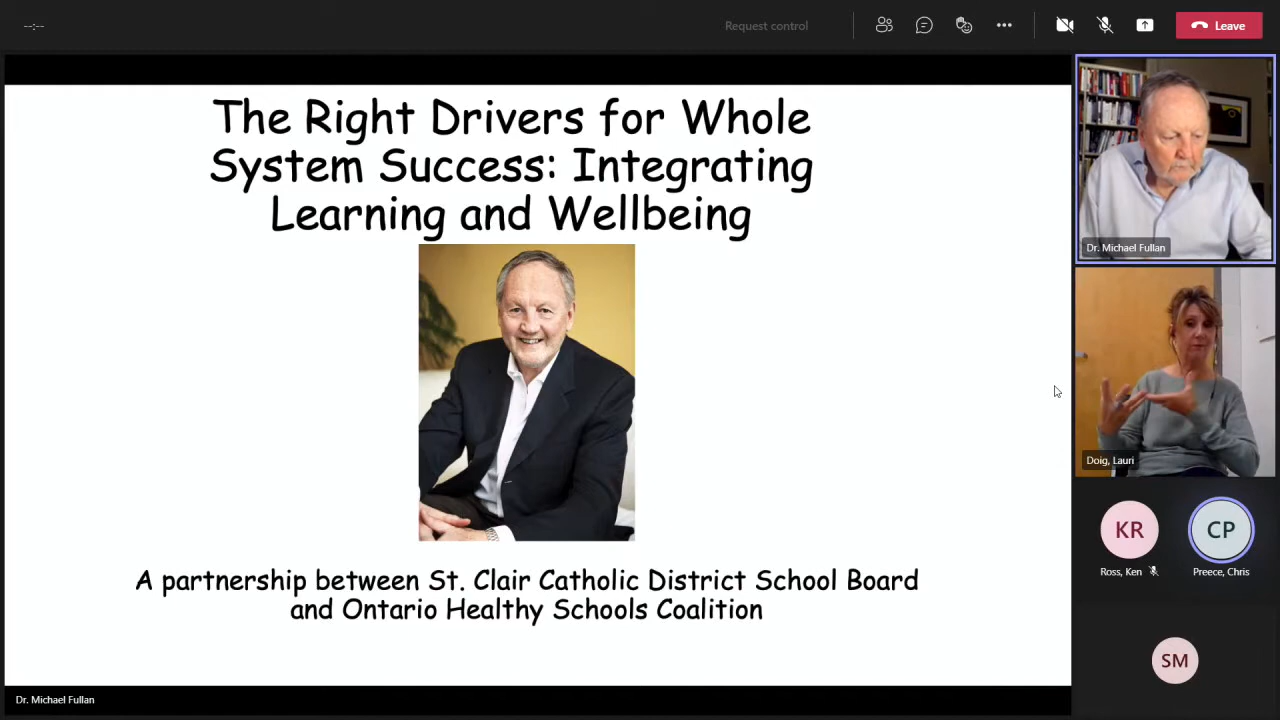 --:--
Request control
Leave
The Right Drivers for Whole
System Success: Integrating
Learning and Wellbeing
A partnership between St. Clair Catholic District School Board
and Ontario Healthy Schools Coalition
Dr. Michael Fullan
Dr. Michael Fullan
Doig, Lauri
KR
CP
Ross, Ken
Preece, Chris
SM